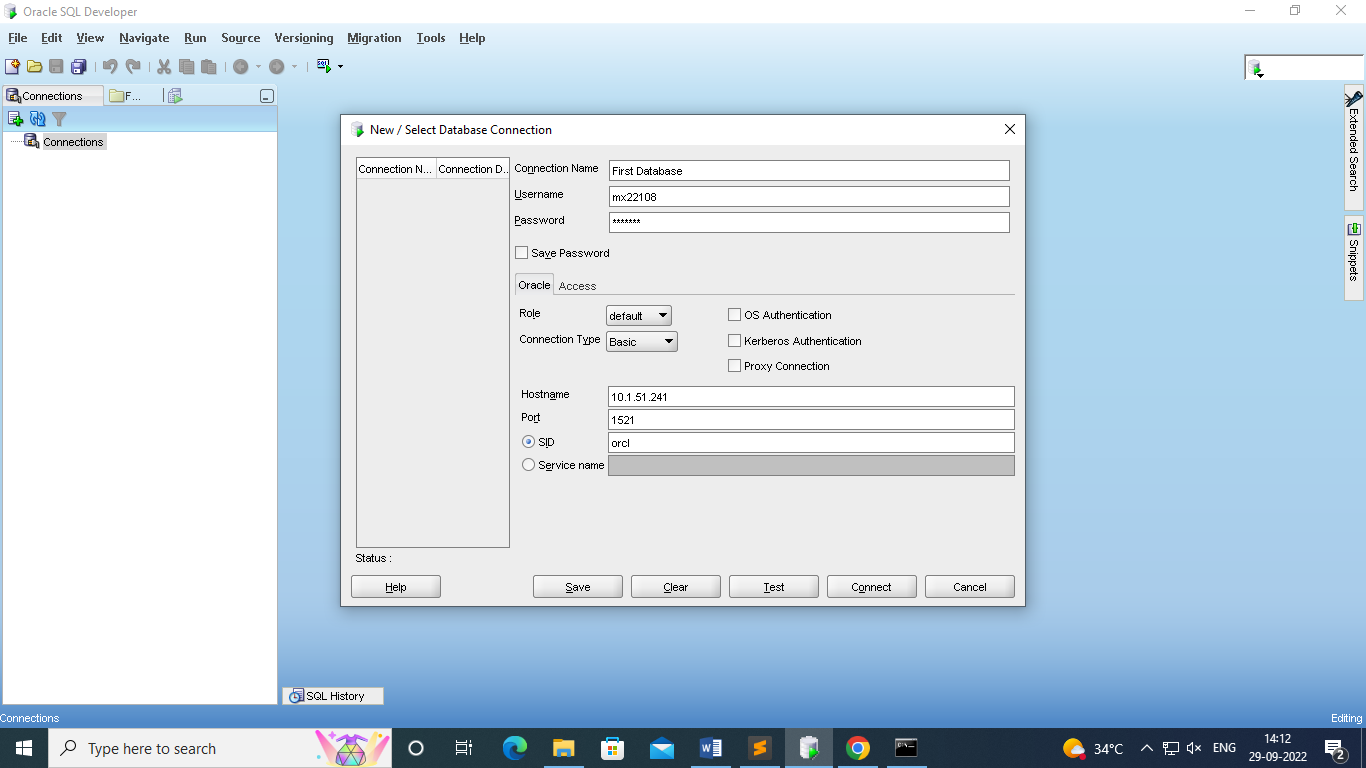 Oracle SQL Developer
File Edit View Navigate Run Source Versioning Migration Tools Help
Connections F...
Connections
Extended Search
Snippets
New / Select Database Connection
Connection N... Connection D...
Connection Name First Database
Username mx22108
Password *******
Save Password
Oracle Access
Role default OS Authentication
Connection Type Basic Kerberos Authentication
Proxy Connection
Hostname 10.1.51.241
Port 1521
SID orcl
Service name
Status :
Help Save Clear Test Connect Cancel
SQL History
Connections Editing
Type here to search 34°C ENG 14:12
29-09-2022 2